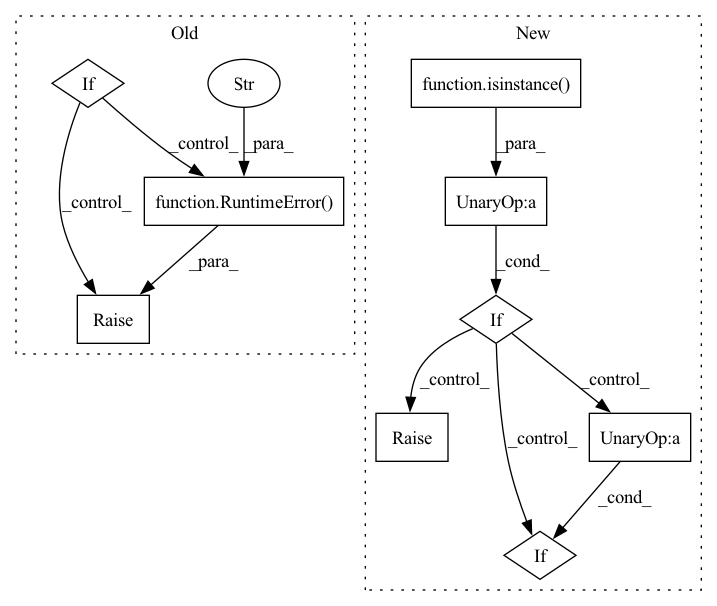 Old
New
If
Str
function.isinstance()
_control_
_para_
_para_
function.RuntimeError()
UnaryOp:a
_control_
_para_
_cond_
Raise
If
_control_
_control_
Raise
_control_
UnaryOp:a
_cond_
If